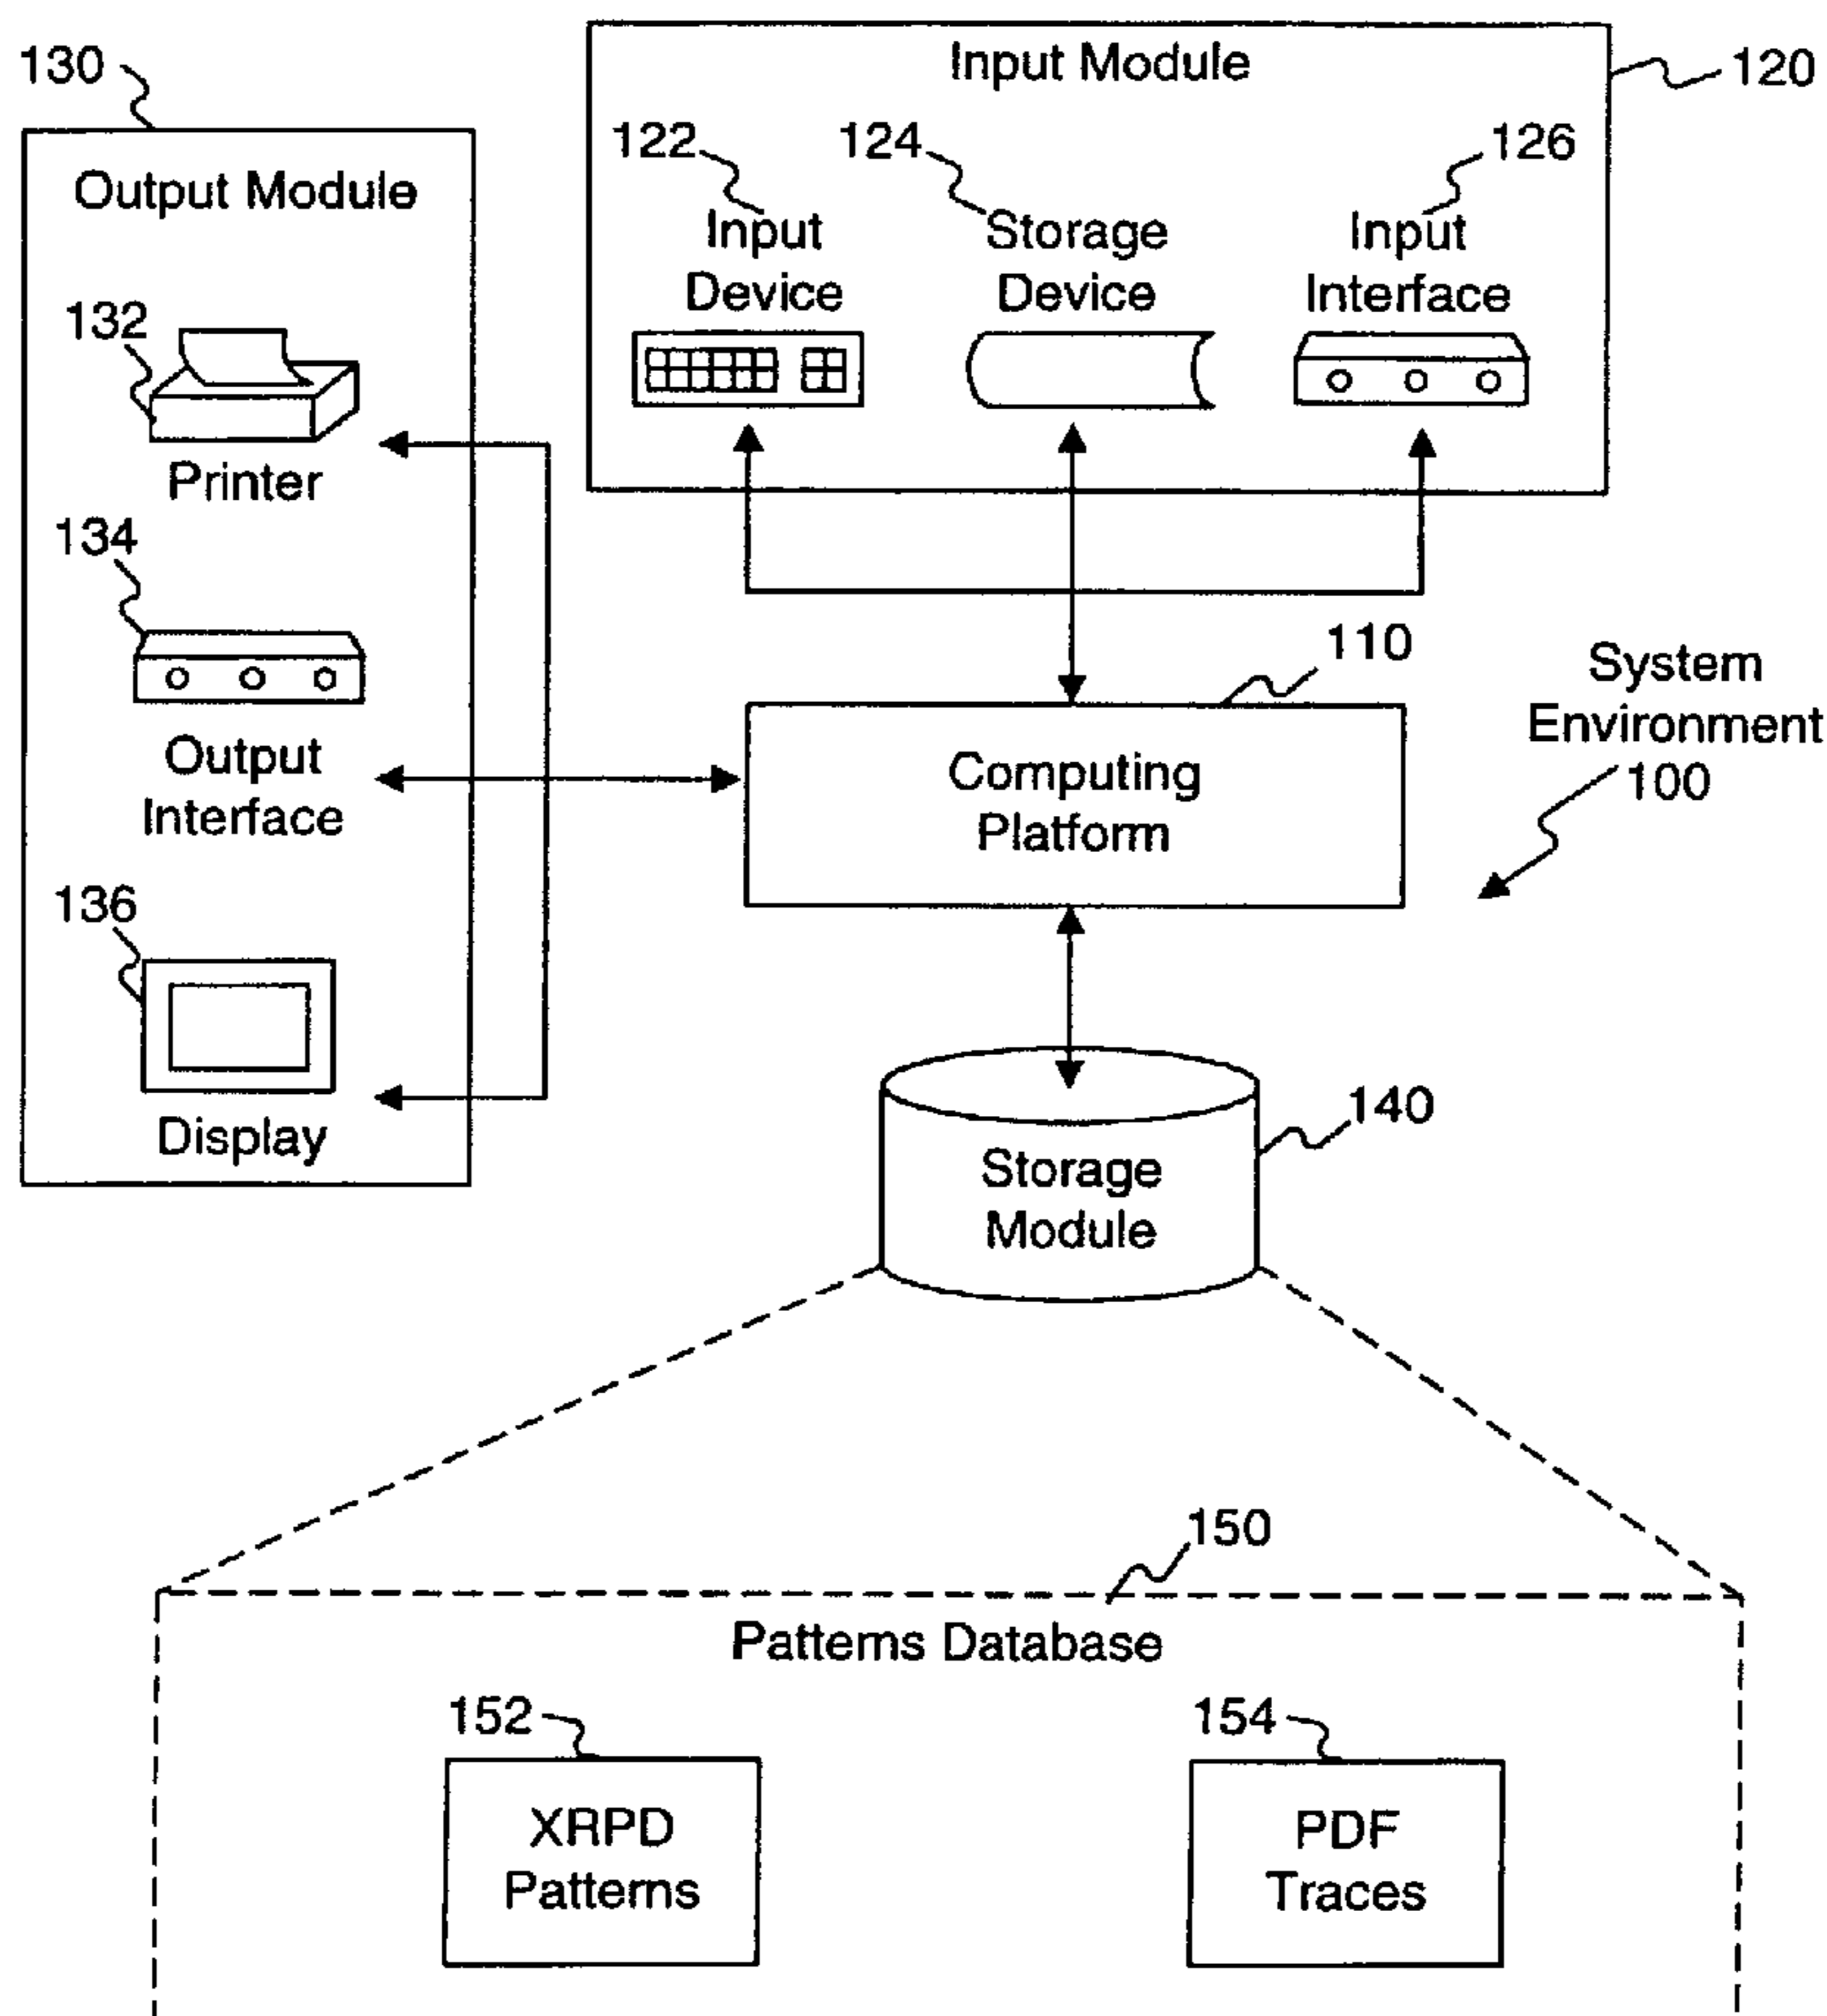 130
Output Module
132
Printer
134
Output
Interface
136
Display
Input Module
120
122
Input
Device
124
Storage
Device
126
Input
Interface
110
Computing
Platform
System
Environment
100
140
Storage
Module
150
Patterns Database
152
XRPD
Patterns
154
PDF
Traces